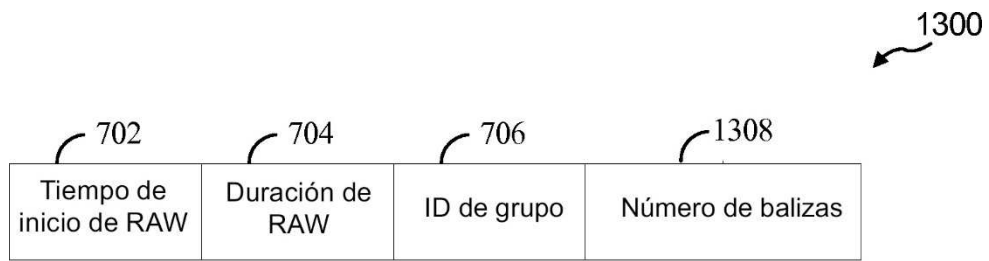 1300
702
704
706
1308
Tiempo de
inicio de RAW
Duración de
RAW
ID de grupo
Número de balizas